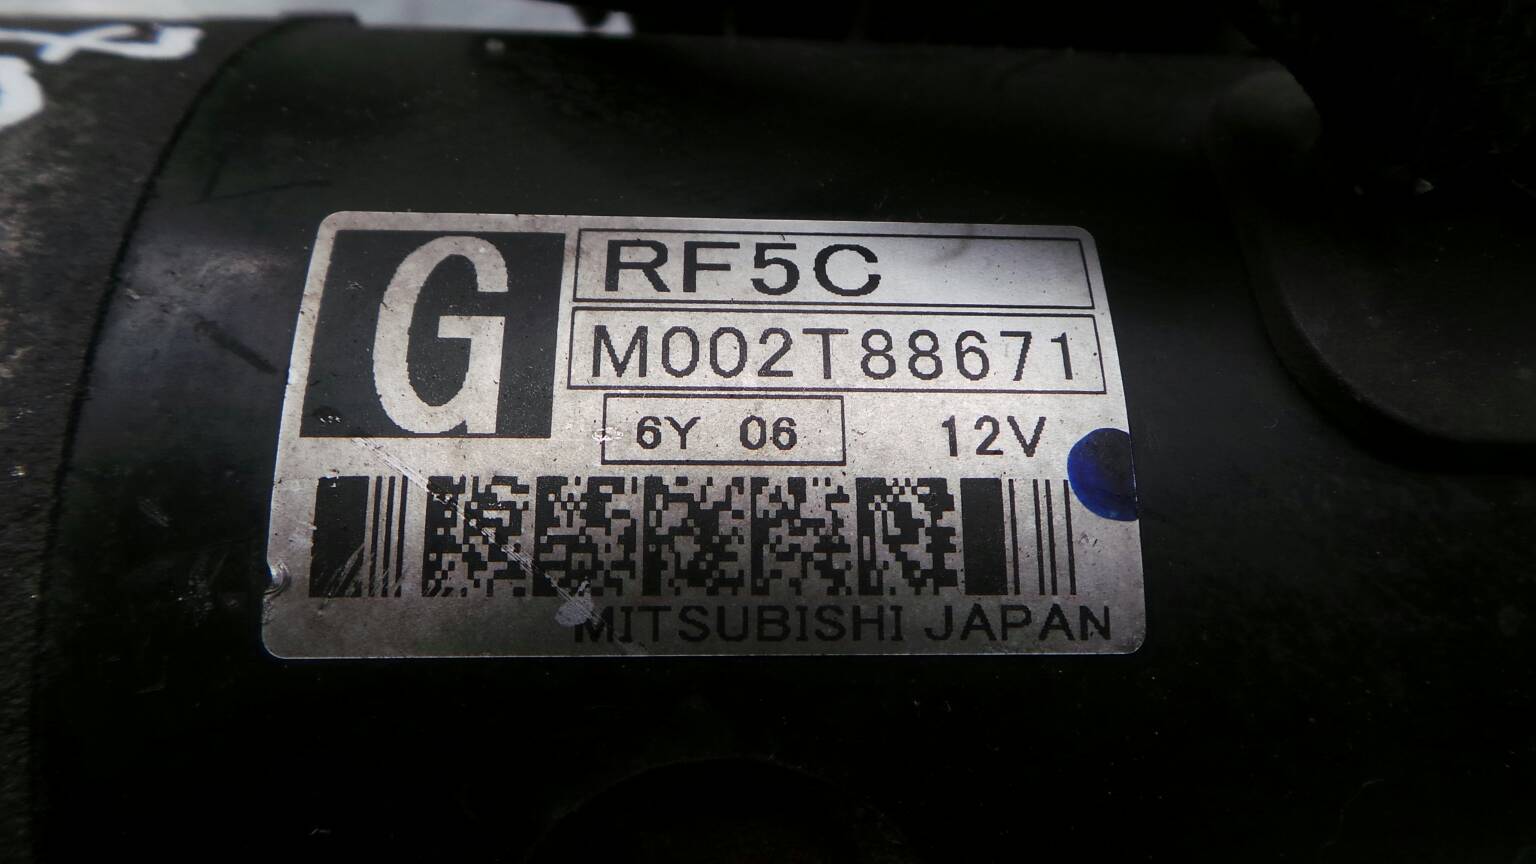 G
RF5C
M002T88671
6Y 06
12V
MITSUBISHI JAPAN